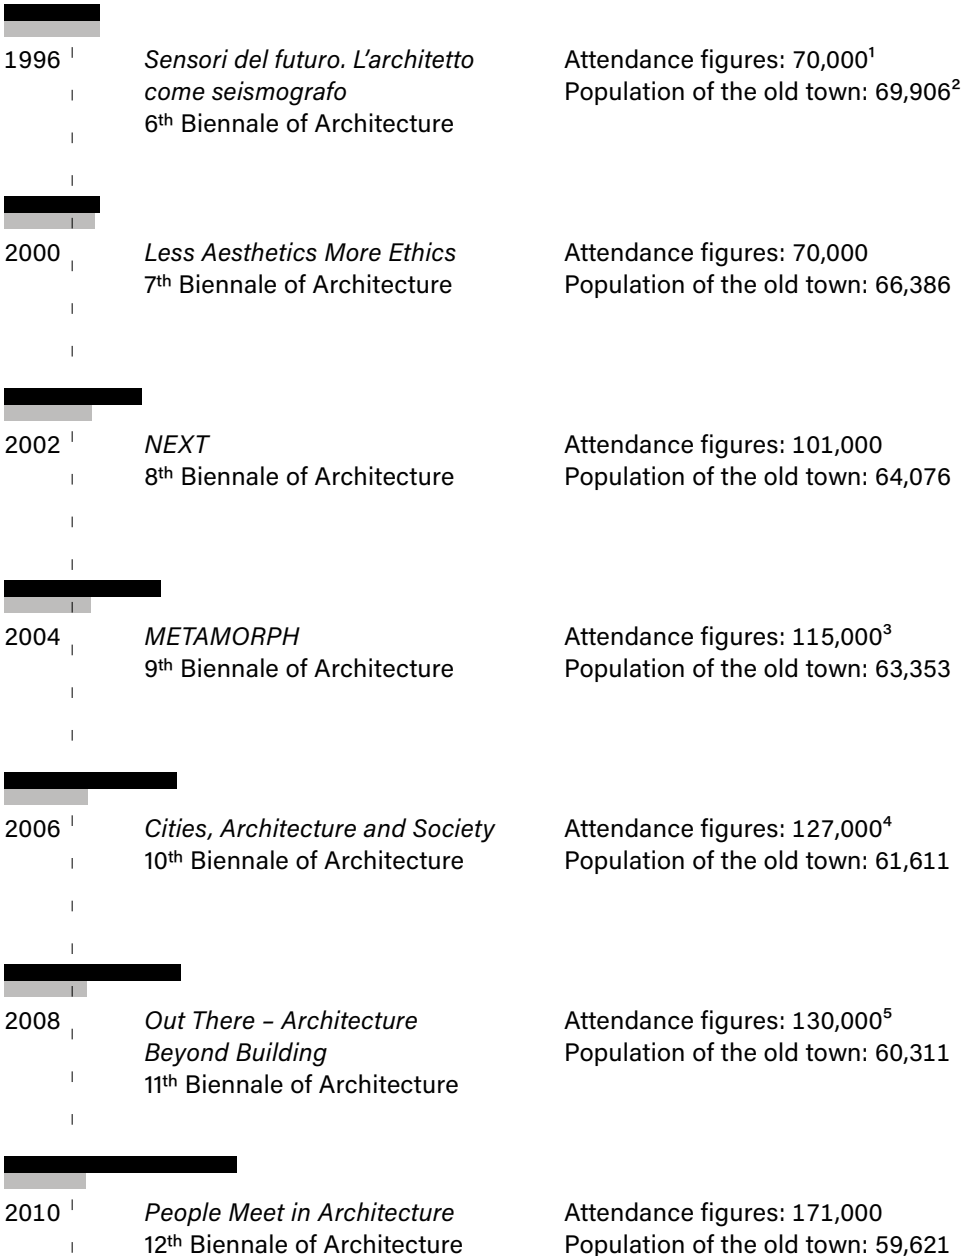 1996 Sensori del futuro. L'architetto Attendance figures: 70,000¹
come seismografo Population of the old town: 69,906²
6th Biennale of Architecture
2000 Less Aesthetics More Ethics Attendance figures: 70,000
7th Biennale of Architecture Population of the old town: 66,386
2002 NEXT Attendance figures: 101,000
8th Biennale of Architecture Population of the old town: 64,076
2004 METAMORPH Attendance figures: 115,000³
9th Biennale of Architecture Population of the old town: 63,353
2006 Cities, Architecture and Society Attendance figures: 127,000⁴
10th Biennale of Architecture Population of the old town: 61,611
2008 Out There – Architecture Attendance figures: 130,000⁵
Beyond Building Population of the old town: 60,311
11th Biennale of Architecture
2010 People Meet in Architecture Attendance figures: 171,000
12th Biennale of Architecture Population of the old town: 59,621